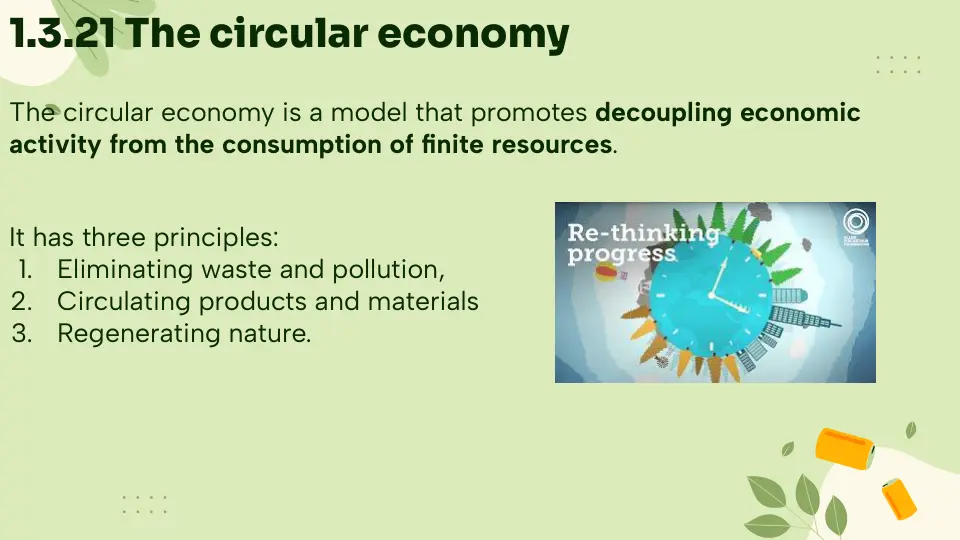 1.3.21 The circular economy
The circular economy is a model that promotes decoupling economic
activity from the consumption of finite resources.
It has three principles:
1. Eliminating waste and pollution,
2. Circulating products and materials
3. Regenerating nature.
Re-thinking
progress